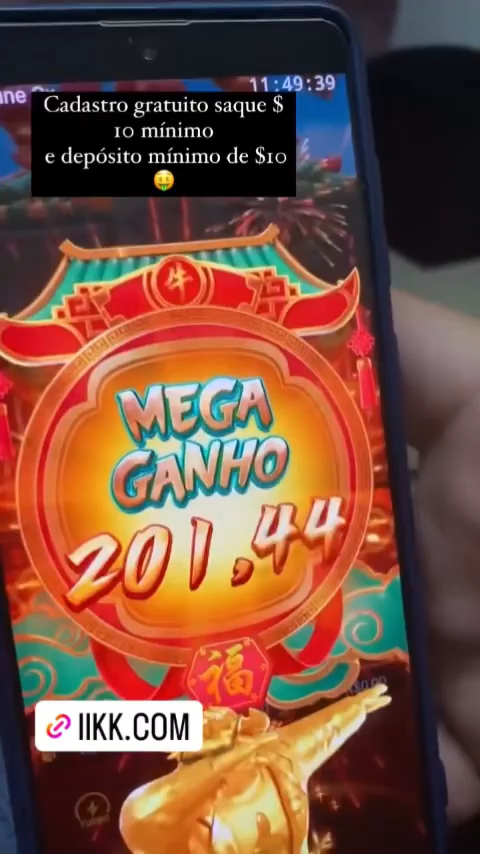 11:49:39
Cadastro gratuito saque $
10 mínimo
e depósito mínimo de $10
牛
MEGA
GANHO
201,44
福
IIKK.COM